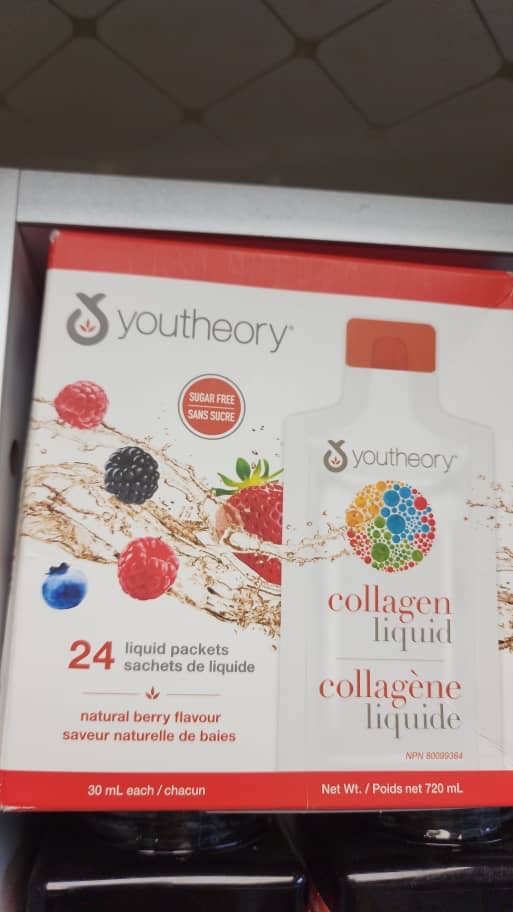 youtheory®
SUGAR FREE
SANS SUCRE
24 liquid packets
sachets de liquide
natural berry flavour
saveur naturelle de baies
30 mL each / chacun
youtheory®
collagen
liquid
collagène
liquide
NPN 80099364
Net Wt. / Poids net 720 mL